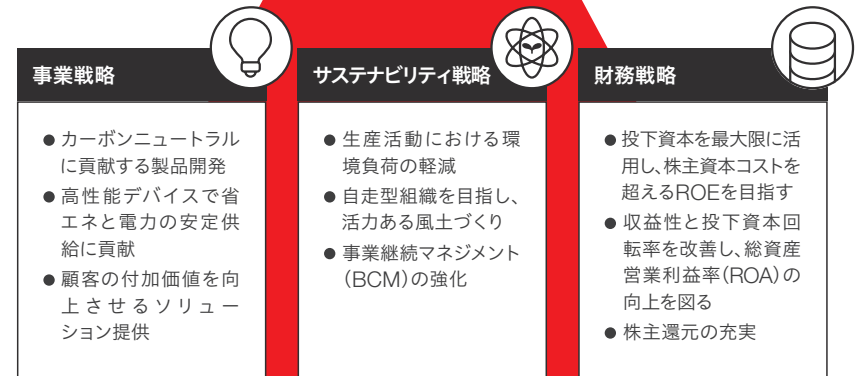 事業戦略
● カーボンニュートラル
に貢献する製品開発
● 高性能デバイスで省
エネと電力の安定供
給に貢献
● 顧客の付加価値を向
上させるソリュー
ション提供
サステナビリティ戦略
● 生産活動における環
境負荷の軽減
● 自走型組織を目指し、
活力ある風土づくり
● 事業継続マネジメント
（BCM）の強化
財務戦略
● 投下資本を最大限に活
用し、株主資本コストを
超えるROEを目指す
● 収益性と投下資本回
転率を改善し、総資産
営業利益率（ROA）の
向上を図る
● 株主還元の充実